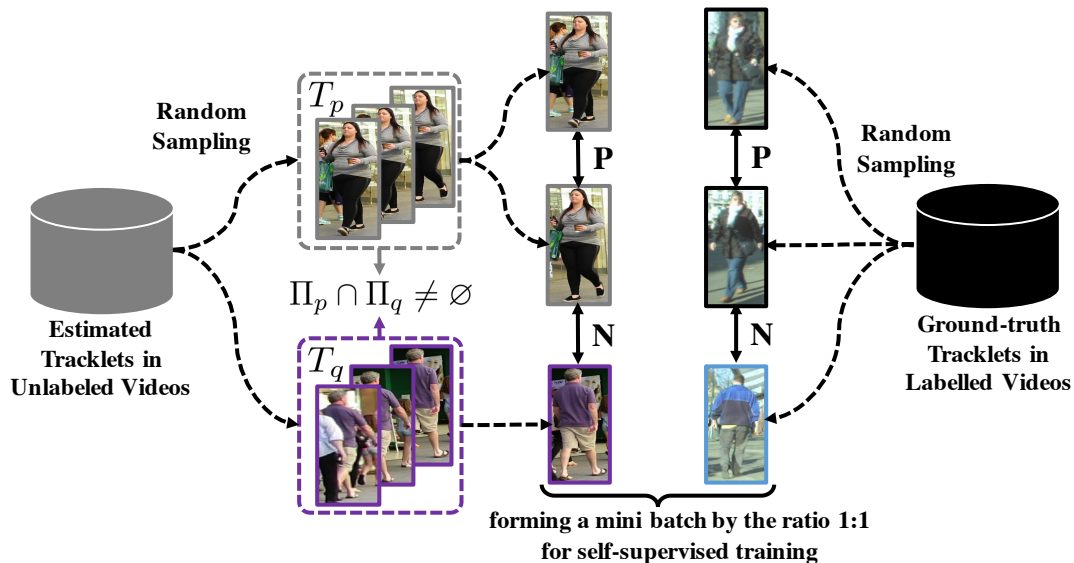 Random
Sampling
T_p
P
Random
Sampling
P
Π_p ∩ Π_q ≠ ∅
Estimated
Tracklets in
Unlabeled Videos
T_q
N
N
Ground-truth
Tracklets in
Labelled Videos
forming a mini batch by the ratio 1:1
for self-supervised training